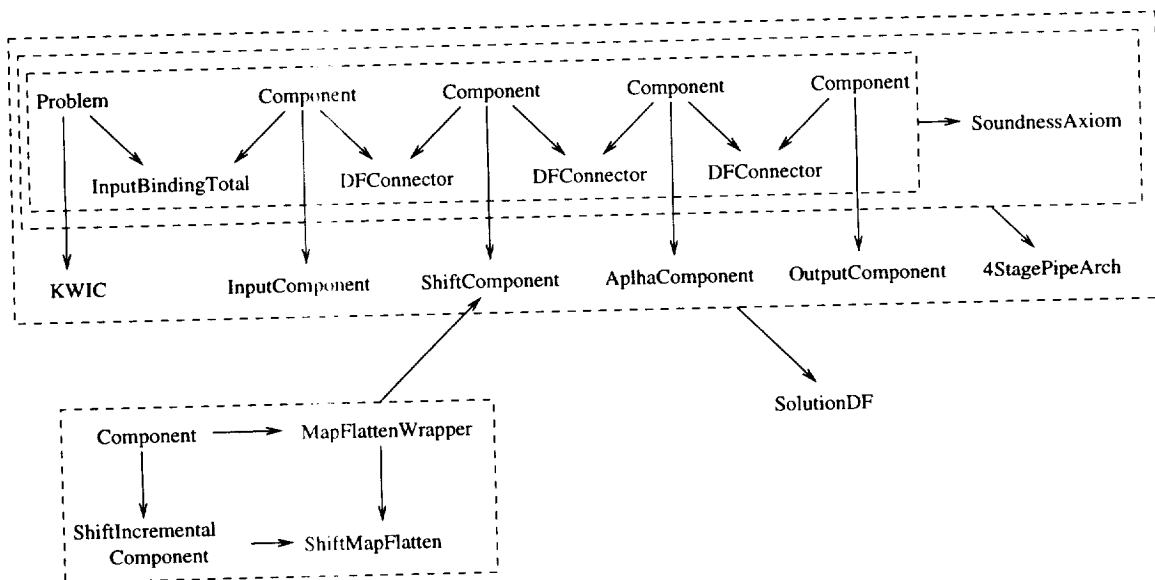 Problem
Component
Component
Component
Component
SoundnessAxiom
InputBindingTotal
DFConnector
DFConnector
DFConnector
KWIC
InputComponent
ShiftComponent
AplhaComponent
OutputComponent
4StagePipeArch
SolutionDF
Component
MapFlattenWrapper
ShiftIncremental
Component
ShiftMapFlatten